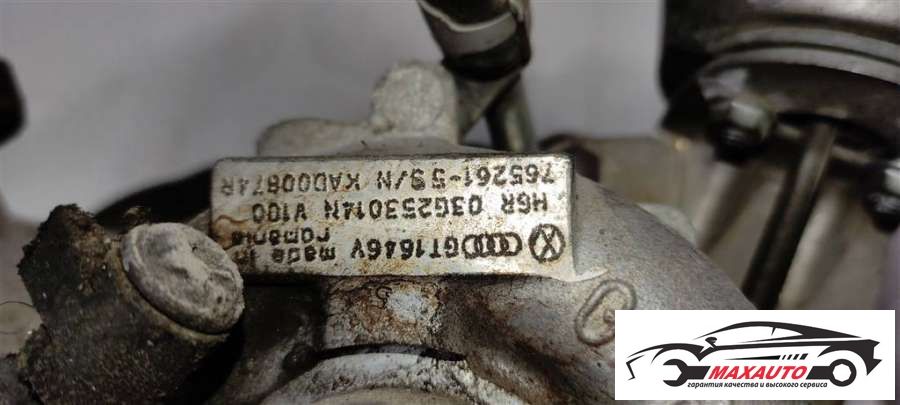 GT1646V made in
romania
HGR 03G253014N V100
765261-5 S/N KAD00874R
G
MAXAUTO
гарантия качества и высокого сервиса